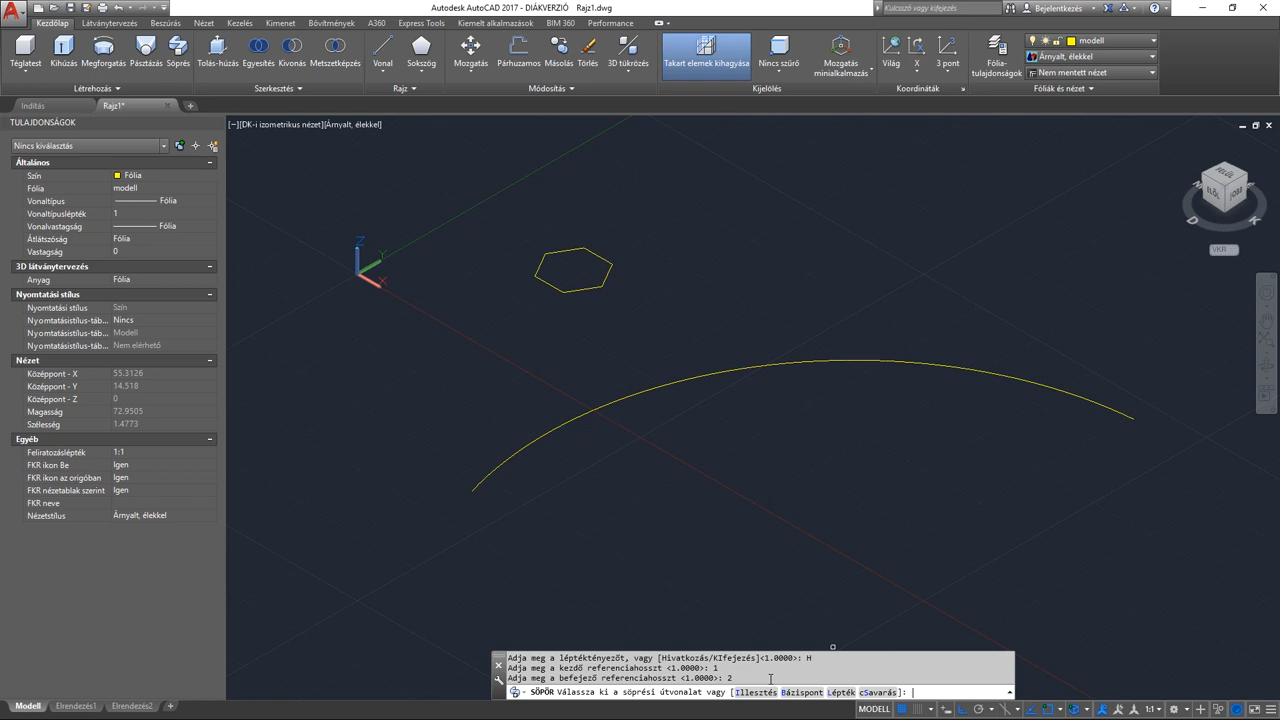 Autodesk AutoCAD 2017 - DIÁKVERZIÓ Rajz1.dwg
Kulcsszó vagy kifejezés
Bejelentkezés
Kezdőlap Látványtervezés Beszúrás Nézet Kezelés Kimenet Bővítmények A360 Express Tools Kiemelt alkalmazások BIM 360 Performance
Téglatest Kihúzás Megforgatás Pásztázás Söprés Tolás-húzás Egyesítés Kivonás Metszetképzés Vonal Sokszög Mozgatás Párhuzamos Másolás Törlés 3D tükrözés Takart elemek kihagyása Nincs szűrő Mozgatás minialkalmazás Világ X 3 pont Fólia-tulajdonságok
modell
Árnyalt, élekkel
Nem mentett nézet
Létrehozás Szerkesztés Rajz Módosítás Kijelölés Koordináták Fóliák és nézet
Indítás Rajz1*
TULAJDONSÁGOK
[−][DK-i izometrikus nézet][Árnyalt, élekkel]
Nincs kiválasztás
Általános
Szín Fólia
Fólia modell
Vonaltípus Fólia
Vonaltípuslépték 1
Vonalvastagság Fólia
Átlátszóság Fólia
Vastagság 0
3D látványtervezés
Anyag Fólia
Nyomtatási stílus
Nyomtatási stílus Szín
Nyomtatásistílus-táb... Nincs
Nyomtatásistílus-táb... Modell
Nyomtatásistílus-táb... Nem elérhető
Nézet
Középpont - X 55.3126
Középpont - Y 14.518
Középpont - Z 0
Magasság 72.9505
Szélesség 1.4773
Egyéb
Feliratozáslépték 1:1
FKR ikon Be Igen
FKR ikon az origóban Igen
FKR nézetablak szerint Igen
FKR neve
Nézetstílus Árnyalt, élekkel
Z
Y
X
ELÖL
JOBB
D K
VKR
Adja meg a léptéktényezőt, vagy [Hivatkozás/KIfejezés]<1.0000>: H
Adja meg a kezdő referenciahosszt <1.0000>: 1
Adja meg a befejező referenciahosszt <1.0000>: 2
- SÖPÖR Válassza ki a söprési útvonalat vagy [Illesztés Bázispont Lépték cSavarás]:
Modell Elrendezés1 Elrendezés2 +
MODELL
1:1